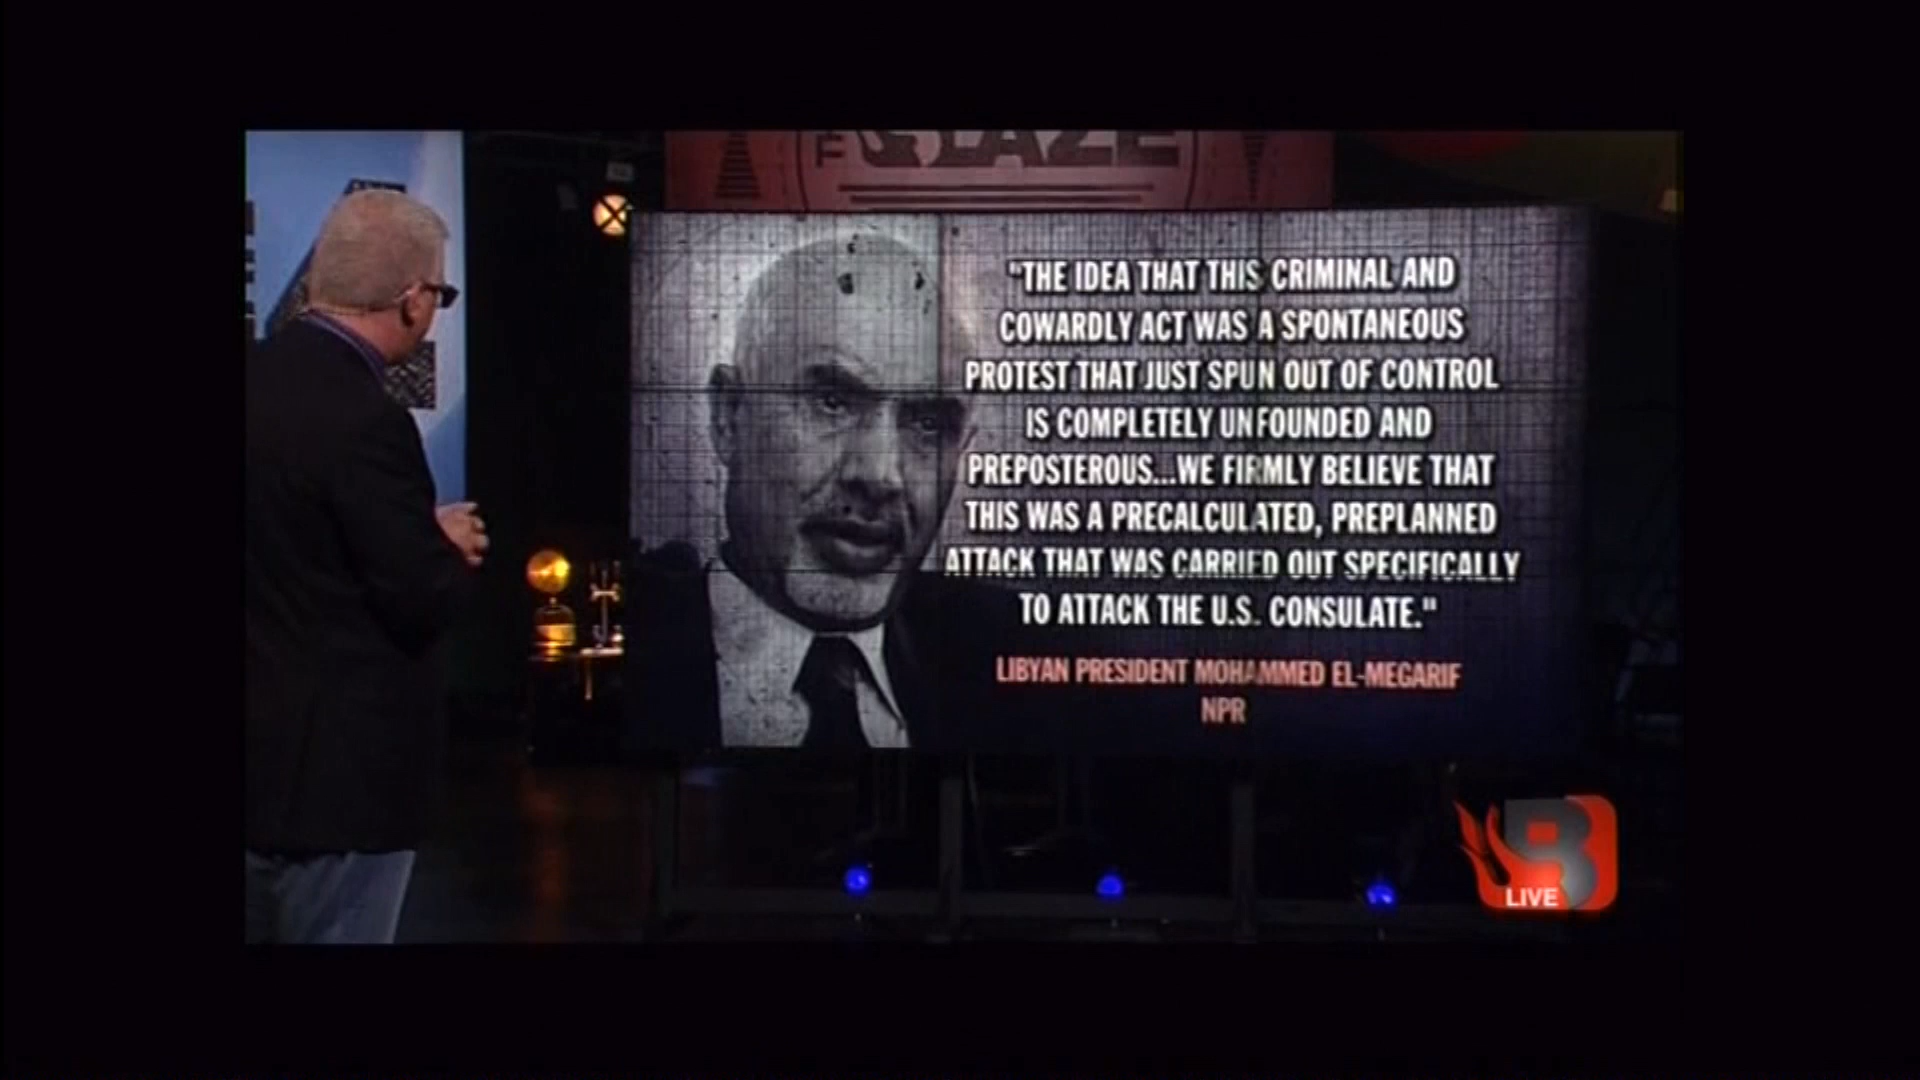 BLAZE
"THE IDEA THAT THIS CRIMINAL AND
COWARDLY ACT WAS A SPONTANEOUS
PROTEST THAT JUST SPUN OUT OF CONTROL
IS COMPLETELY UNFOUNDED AND
PREPOSTEROUS...WE FIRMLY BELIEVE THAT
THIS WAS A PRECALCULATED, PREPLANNED
ATTACK THAT WAS CARRIED OUT SPECIFICALLY
TO ATTACK THE U.S. CONSULATE."
LIBYAN PRESIDENT MOHAMMED EL-MEGARIF
NPR
B
LIVE